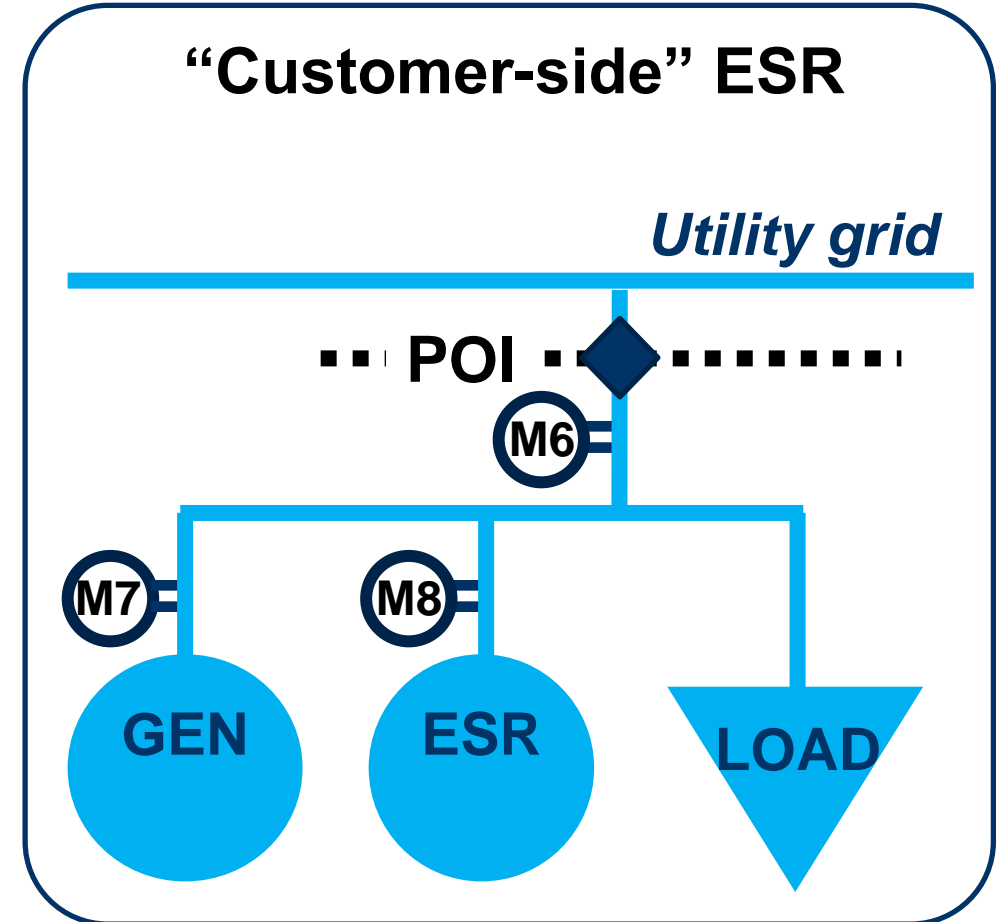 “Customer-side” ESR
Utility grid
POI
M6
M7
M8
GEN
ESR
LOAD